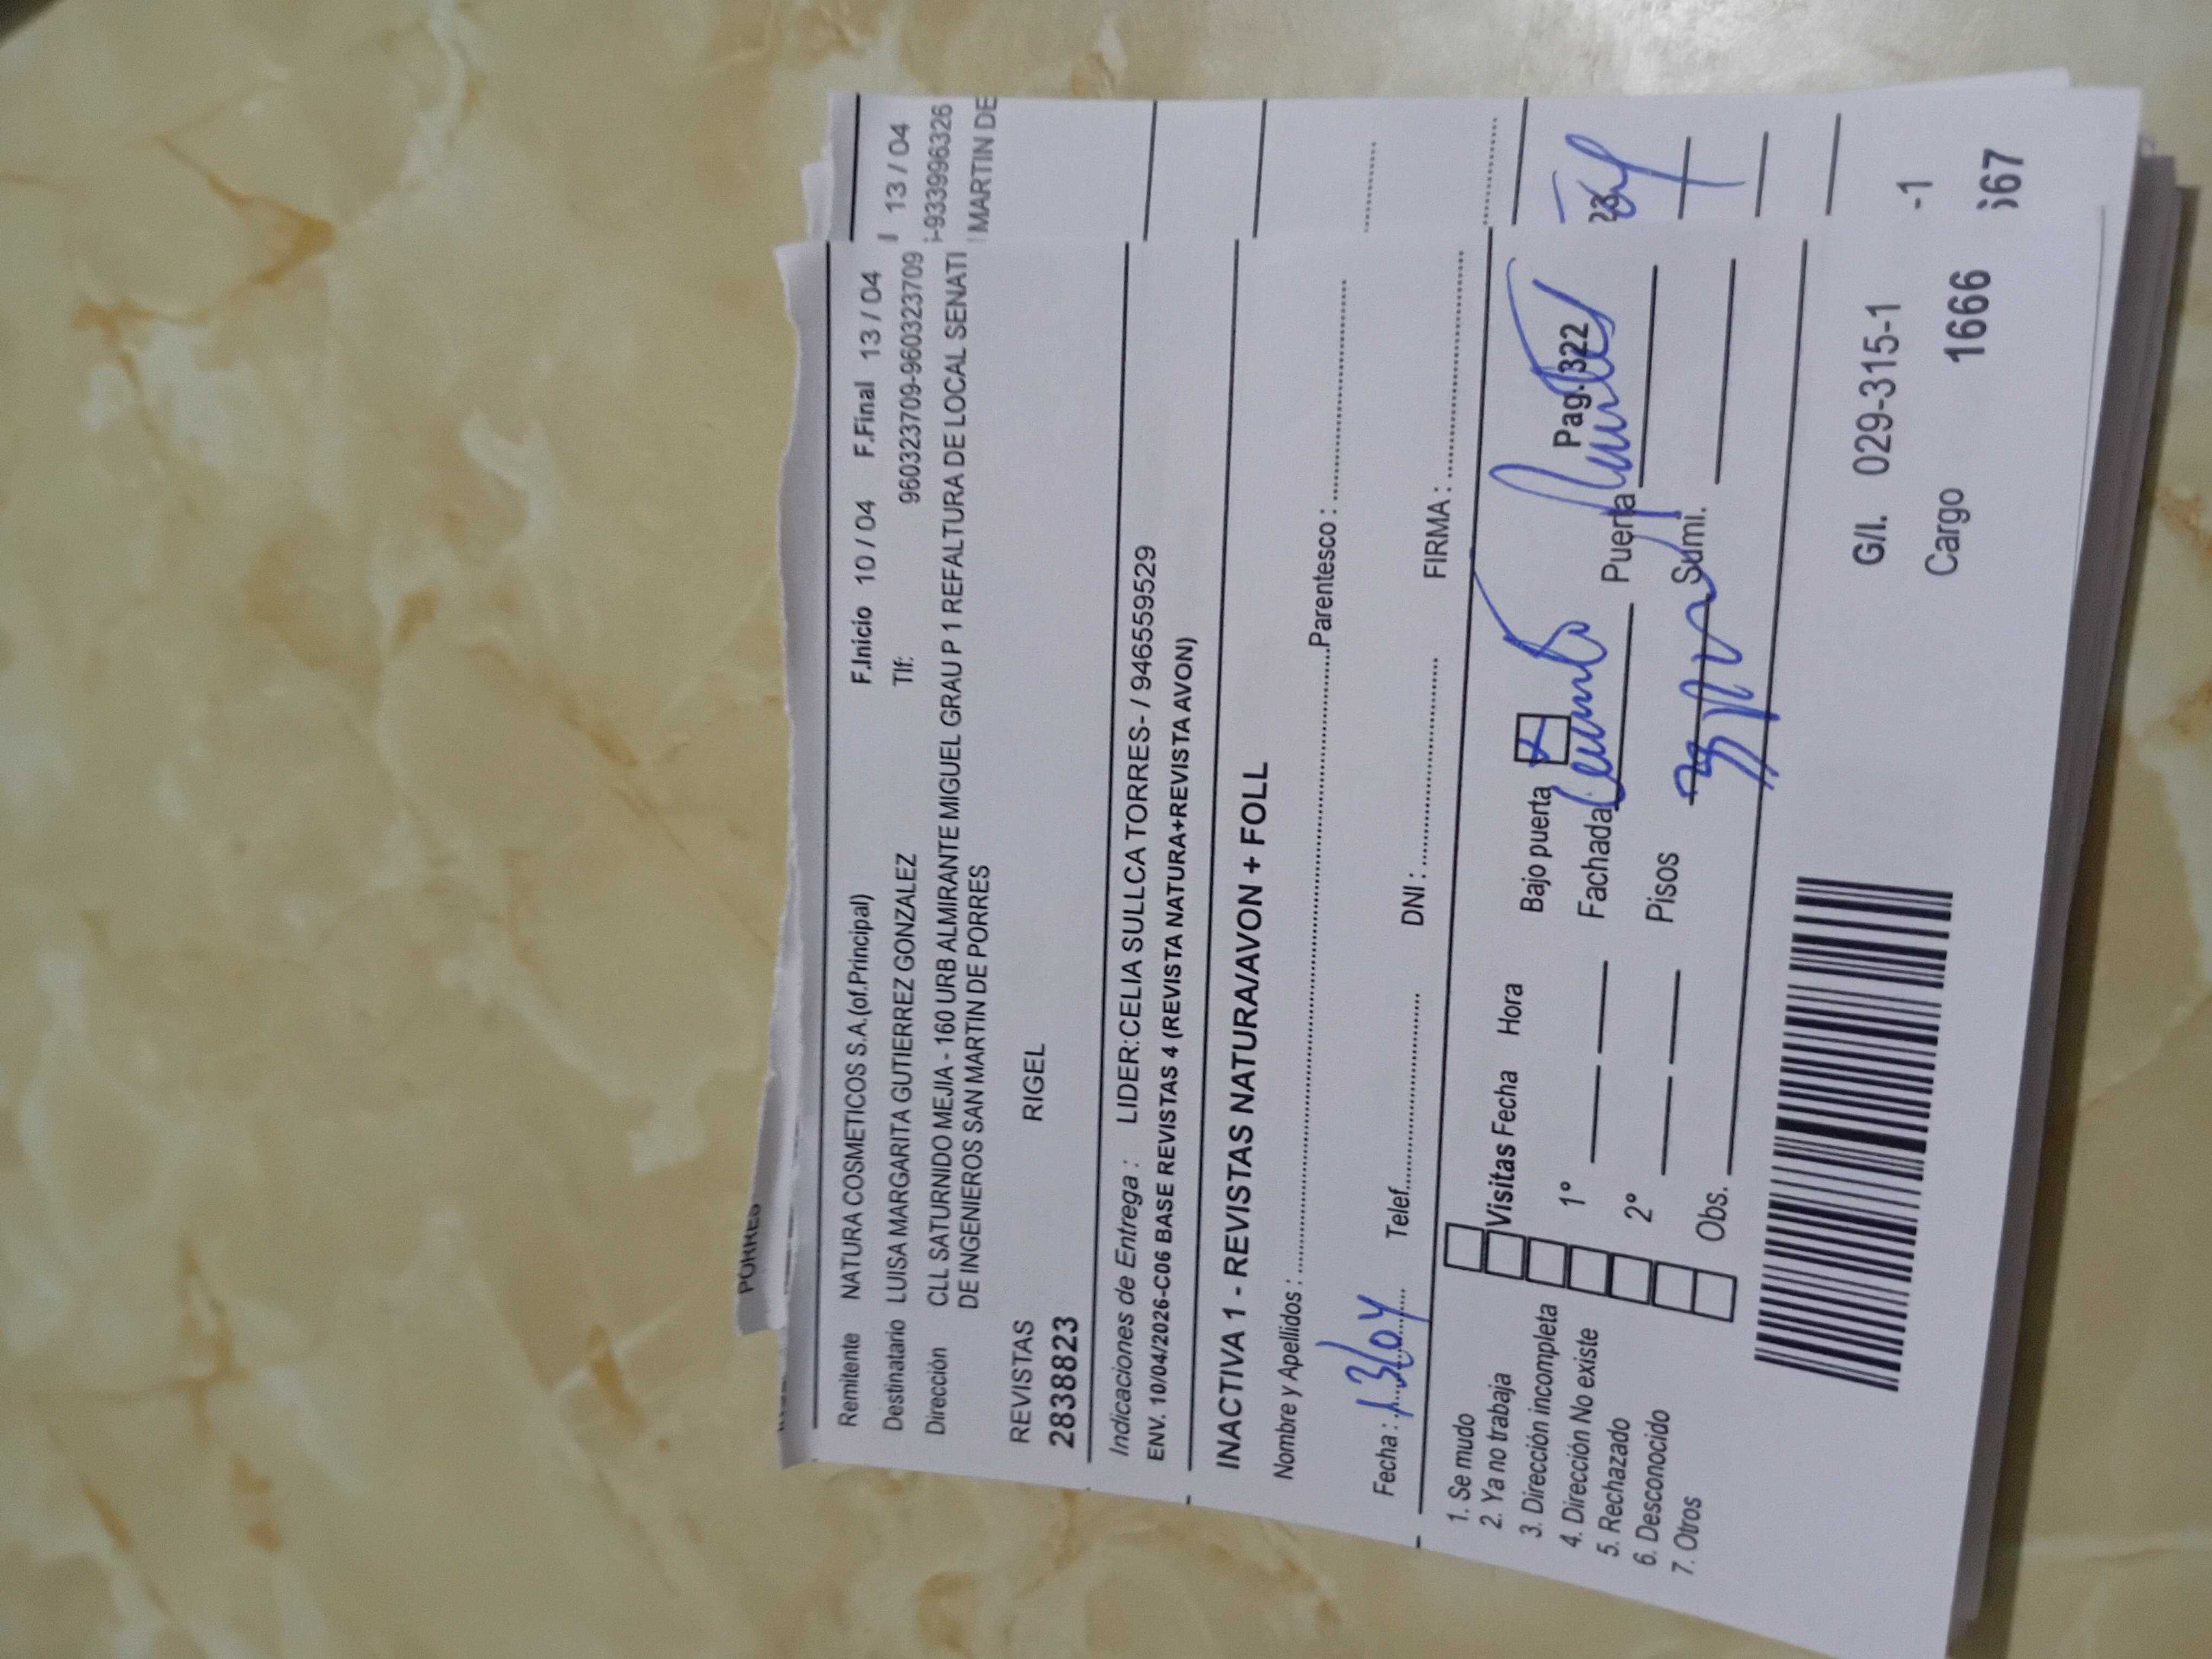 Remitente NATURA COSMETICOS S.A.(of.Principal) F.Inicio 10 / 04 F.Final 13 / 04
Destinatario LUISA MARGARITA GUTIERREZ GONZALEZ Tlf: 960323709-960323709
Dirección CLL SATURNIDO MEJIA - 160 URB ALMIRANTE MIGUEL GRAU P 1 REFALTURA DE LOCAL SENATI
DE INGENIEROS SAN MARTIN DE PORRES
REVISTAS RIGEL
28388823
Indicaciones de Entrega : LIDER:CELIA SULLCA TORRES- / 946559529
ENV. 10/04/2026-C06 BASE REVISTAS 4 (REVISTA NATURA+REVISTA AVON)
INACTIVA 1 - REVISTAS NATURA/AVON + FOLL
Nombre y Apellidos : Parentesco :
Fecha : 13/04 Telef. DNI : FIRMA :
1. Se mudo
2. Ya no trabaja
3. Dirección incompleta
4. Dirección No existe
5. Rechazado
6. Desconocido
7. Otros
Visitas Fecha Hora Bajo puerta Pag. 322
1° Fachada Puerta
2° Pisos Sumi.
Obs.
G/I. 029-315-1
Cargo 1666
13 / 04
-933996326
MARTIN DE
-1
67
PORRES